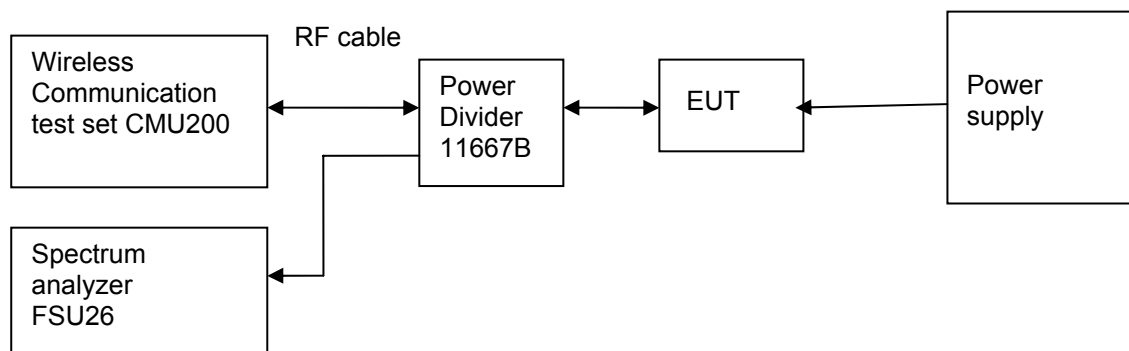 Wireless
Communication
test set CMU200
RF cable
Power
Divider
11667B
EUT
Power
supply
Spectrum
analyzer
FSU26